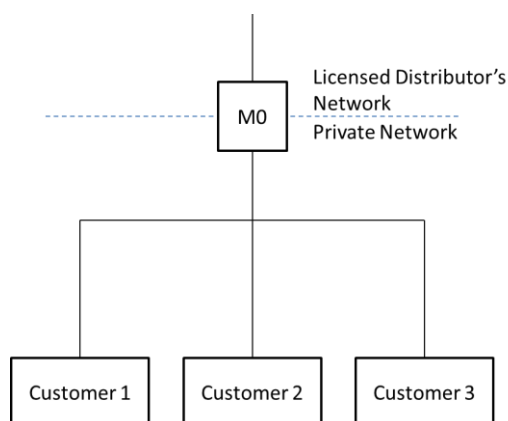 Licensed Distributor's
Network
M0
Private Network
Customer 1
Customer 2
Customer 3